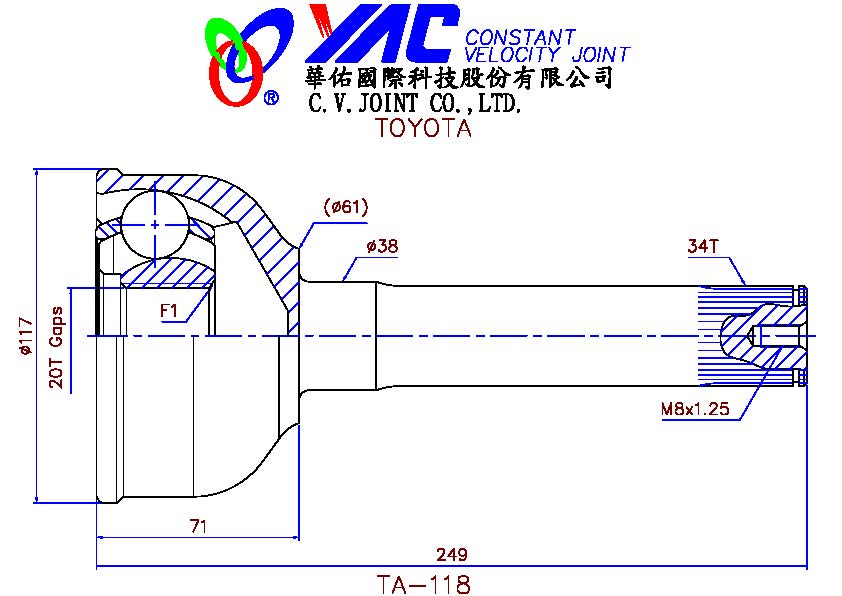 YAC CONSTANT
VELOCITY JOINT
華佑國際科技股份有限公司
®
C.V.JOINT CO.,LTD.
TOYOTA
(ø61)
ø38
34T
F1
ø117
20T Gaps
M8x1.25
71
249
TA-118